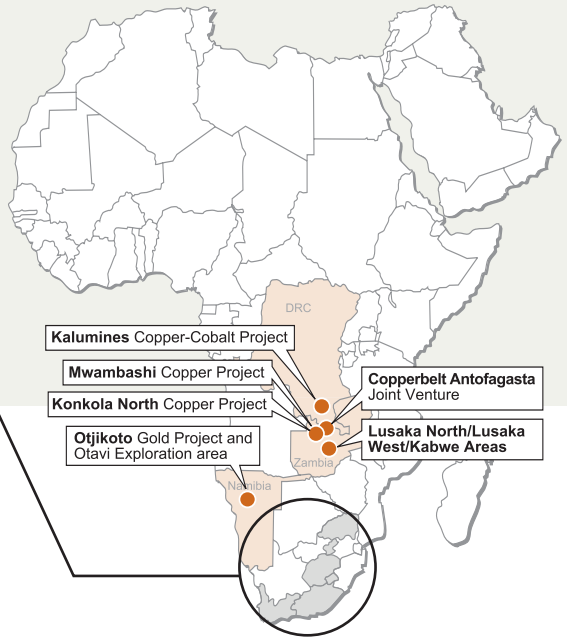 DRC
Kalumines Copper-Cobalt Project
Mwambashi Copper Project
Konkola North Copper Project
Otjikoto Gold Project and
Otavi Exploration area
Copperbelt Antofagasta
Joint Venture
Lusaka North/Lusaka
West/Kabwe Areas
Zambia
Namibia